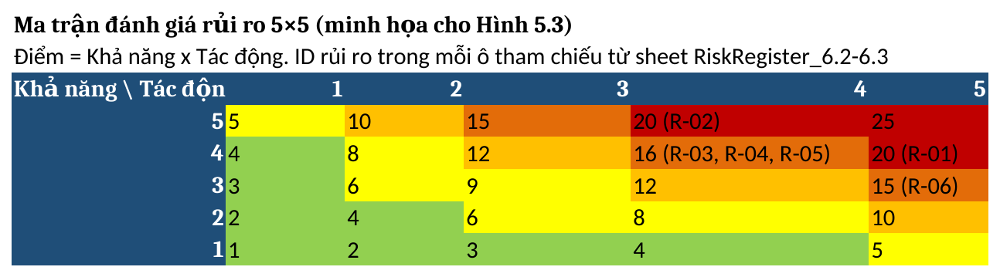 Ma trận đánh giá rủi ro 5×5 (minh họa cho Hình 5.3)
Điểm = Khả năng x Tác động. ID rủi ro trong mỗi ô tham chiếu từ sheet RiskRegister_6.2-6.3
Khả năng \ Tác độn 1 2 3 4 5
5 5 10 15 20 (R-02) 25
4 4 8 12 16 (R-03, R-04, R-05) 20 (R-01)
3 3 6 9 12 15 (R-06)
2 2 4 6 8 10
1 1 2 3 4 5